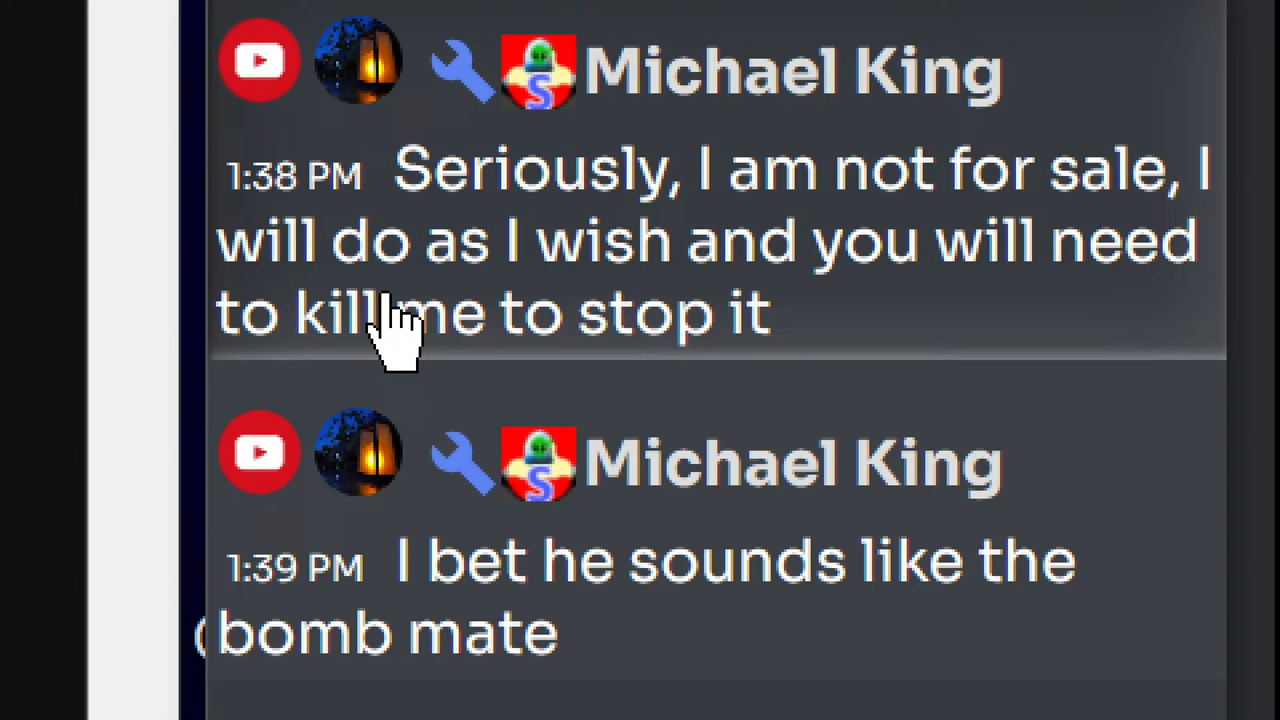 Michael King
1:38 PM Seriously, I am not for sale, I
will do as I wish and you will need
to kill me to stop it
Michael King
1:39 PM I bet he sounds like the
bomb mate